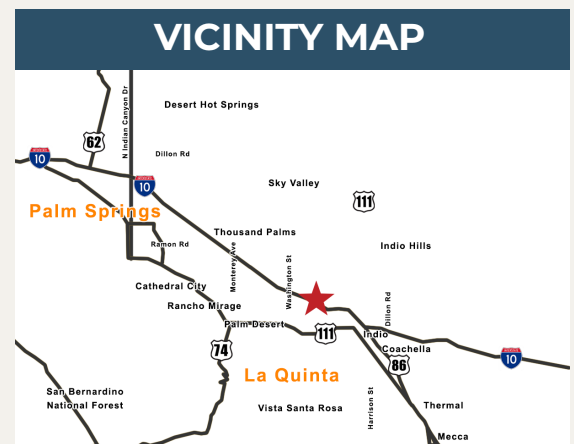 VICINITY MAP
Desert Hot Springs
N Indian Canyon Dr
62
10
Dillon Rd
10
Sky Valley
111
Palm Springs
Thousand Palms
Ramon Rd
Monterey Ave
Indio Hills
Washington St
Cathedral City
Rancho Mirage
Dillon Rd
Palm Desert
111
Indio
Coachella
74
10
86
La Quinta
San Bernardino
National Forest
Vista Santa Rosa
Harrison St
Thermal
Mecca